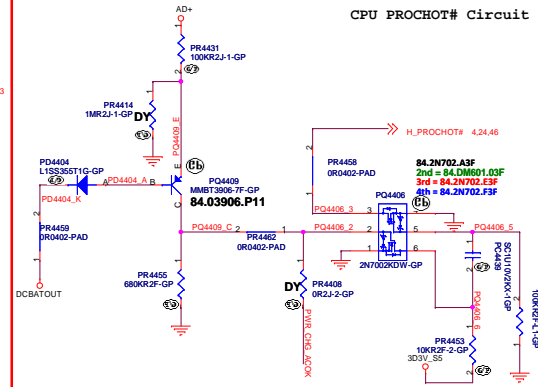 CPU PROCHOT# Circuit
AD+
PR4431
100KR2J-1-GP
PR4414
1MR2J-1-GP
DY
PQ4409_E
PD4404
L1SS355T1G-GP
PD4404_K
PD4404_A
PQ4409
MMBT3906-7F-GP
84.03906.P11
PR4459
0R0402-PAD
DCBATOUT
PQ4409_C
PR4462
0R0402-PAD
PR4455
680KR2F-GP
DY
PR4408
0R2J-2-GP
PWR_CHG_ACOK
H_PROCHOT# 4,24,46
PR4458
0R0402-PAD
84.2N702.A3F
2nd = 84.DM601.03F
3rd = 84.2N702.E3F
4th = 84.2N702.F3F
PQ4406
PQ4406_3
PQ4406_2
PQ4406_5
2N7002KDW-GP
PC4439
SC1U10V2KX-1GP
PQ4406_6
100KR2F-L1-GP
PR4453
10KR2F-2-GP
3D3V_S5